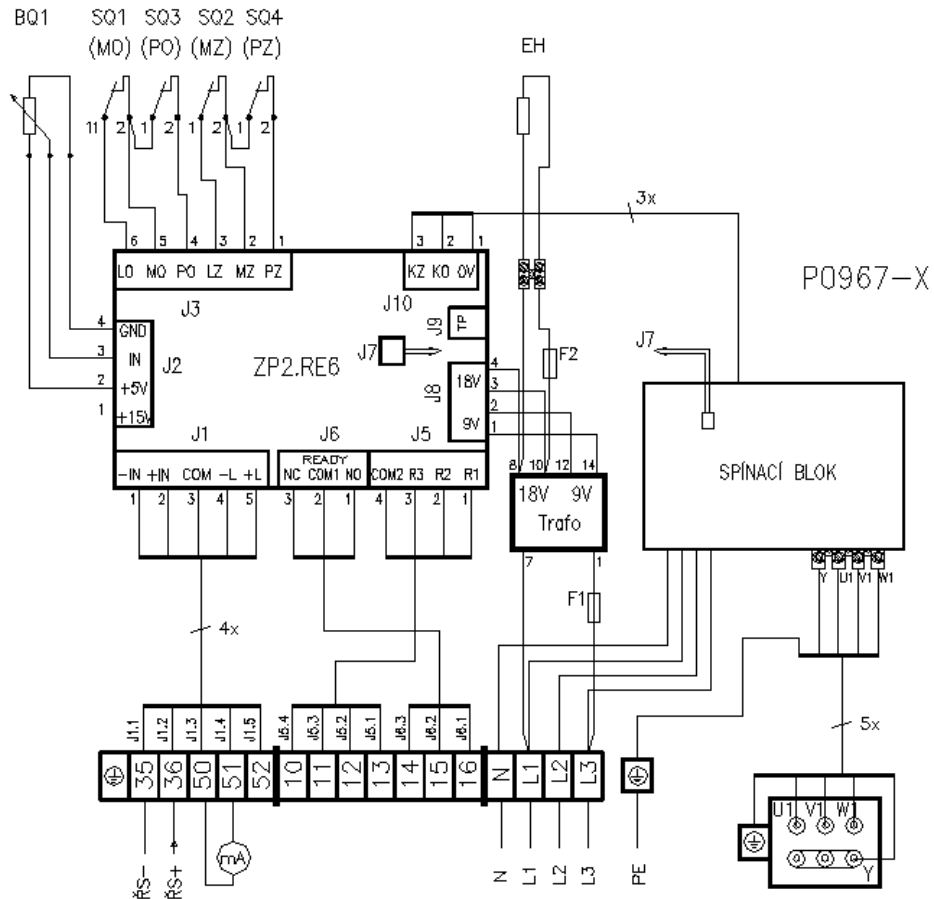 BQ1
SQ1 SQ3 SQ2 SQ4
(MO) (PO) (MZ) (PZ)
EH
11 2 1 2 1 2 1 2
3x
6 5 4 3 2 1
3 2 1
LO MO PO LZ MZ PZ
KZ KO OV
P0967-X
J3
J10
4 GND
3 IN
2 +5V
1 +15V
J2
ZP2.RE6
J7
J9 TP
J8
18V
9V
4
3
2
1
F2
J7
J1
J6
J5
READY
-IN +IN COM -L +L
NC COM1 NO
COM2 R3 R2 R1
1 2 3 4 5
3 2 1
4 3 2 1
8 10 12 14
18V 9V
Trafo
7 1
F1
SPÍNACÍ BLOK
Y U1 V1 W1
4x
5x
J1.1 J1.2 J1.3 J1.4 J1.5
J5.4 J5.3 J5.2 J5.1
J6.3 J6.2 J6.1
35 36 50 51 52 10 11 12 13 14 15 16 N L1 L2 L3
mA
ŘS- ŘS+
N L1 L2 L3 PE
U1 V1 W1
Y